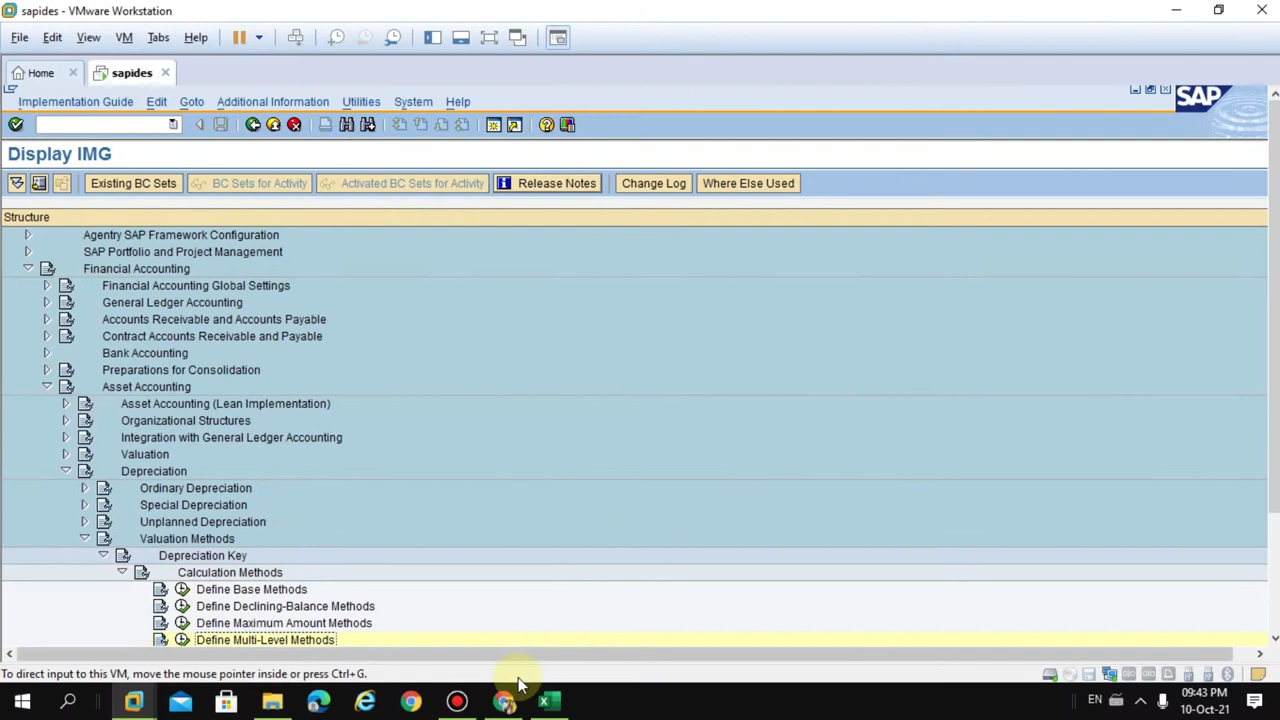 sapides - VMware Workstation
File Edit View VM Tabs Help
Home sapides
Implementation Guide Edit Goto Additional Information Utilities System Help
SAP
Display IMG
Existing BC Sets BC Sets for Activity Activated BC Sets for Activity Release Notes Change Log Where Else Used
Structure
Agentry SAP Framework Configuration
SAP Portfolio and Project Management
Financial Accounting
Financial Accounting Global Settings
General Ledger Accounting
Accounts Receivable and Accounts Payable
Contract Accounts Receivable and Payable
Bank Accounting
Preparations for Consolidation
Asset Accounting
Asset Accounting (Lean Implementation)
Organizational Structures
Integration with General Ledger Accounting
Valuation
Depreciation
Ordinary Depreciation
Special Depreciation
Unplanned Depreciation
Valuation Methods
Depreciation Key
Calculation Methods
Define Base Methods
Define Declining-Balance Methods
Define Maximum Amount Methods
Define Multi-Level Methods
To direct input to this VM, move the mouse pointer inside or press Ctrl+G.
EN
09:43 PM
10-Oct-21